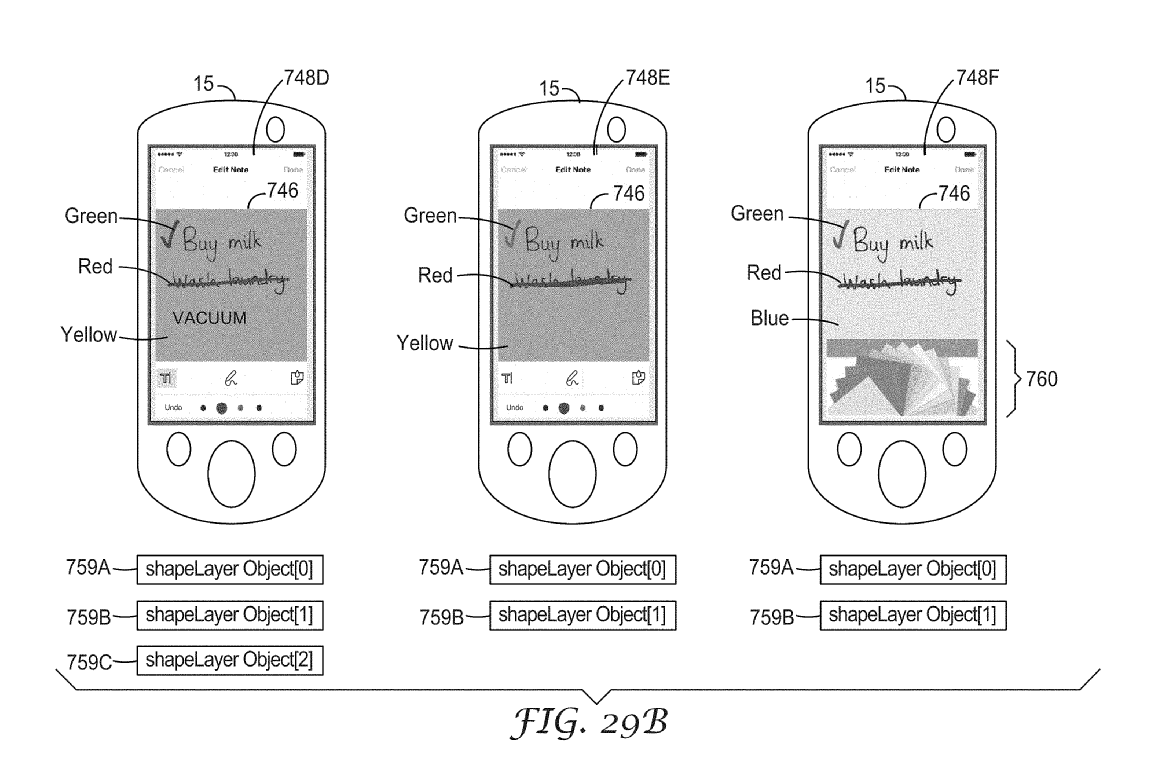 15 748D
15 748E
15 748F
12:00
Cancel Edit Note Done
746
Green
Buy milk
Red
Wash laundry
VACUUM
Yellow
Undo
12:00
Cancel Edit Note Done
746
Green
Buy milk
Red
Wash laundry
Yellow
Undo
12:00
Cancel Edit Note Done
746
Green
Buy milk
Red
Wash laundry
Blue
760
759A shapeLayer Object[0]
759B shapeLayer Object[1]
759C shapeLayer Object[2]
759A shapeLayer Object[0]
759B shapeLayer Object[1]
759A shapeLayer Object[0]
759B shapeLayer Object[1]
FIG. 29B